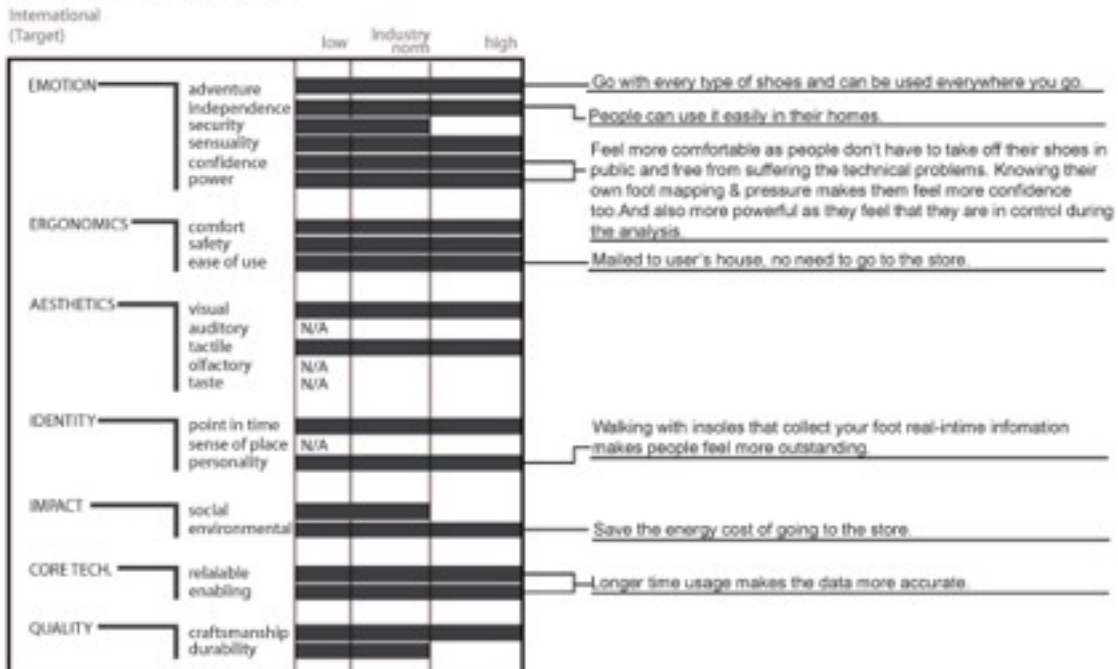 International
(Target)
low
Industry
norm
high
EMOTION
adventure
independence
security
sensuality
confidence
power
Go with every type of shoes and can be used everywhere you go.
People can use it easily in their homes.
Feel more comfortable as people don't have to take off their shoes in
public and free from suffering the technical problems. Knowing their
own foot mapping & pressure makes them feel more confidence
too.And also more powerful as they feel that they are in control during
the analysis.
ERGONOMICS
comfort
safety
ease of use
Mailed to user's house, no need to go to the store.
AESTHETICS
visual
auditory N/A
tactile
olfactory N/A
taste N/A
IDENTITY
point in time
sense of place N/A
personality
Walking with insoles that collect your foot real-intime infomation
makes people feel more outstanding.
IMPACT
social
environmental
Save the energy cost of going to the store.
CORE TECH.
relaiable
enabling
Longer time usage makes the data more accurate.
QUALITY
craftsmanship
durability